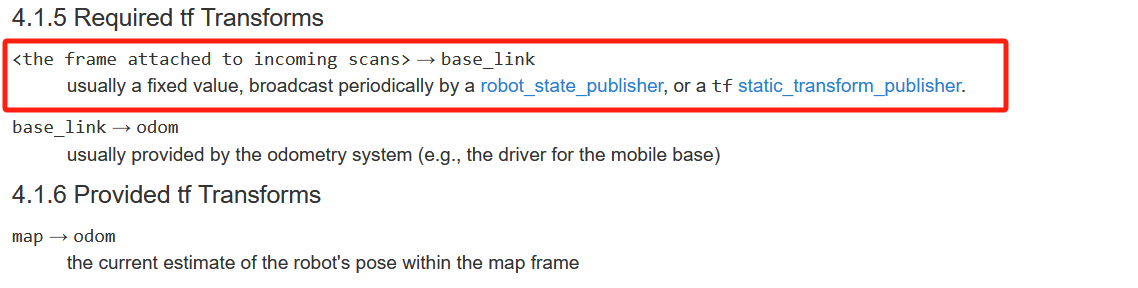 4.1.5 Required tf Transforms
<the frame attached to incoming scans> → base_link
usually a fixed value, broadcast periodically by a robot_state_publisher, or a tf static_transform_publisher.
base_link → odom
usually provided by the odometry system (e.g., the driver for the mobile base)
4.1.6 Provided tf Transforms
map → odom
the current estimate of the robot's pose within the map frame